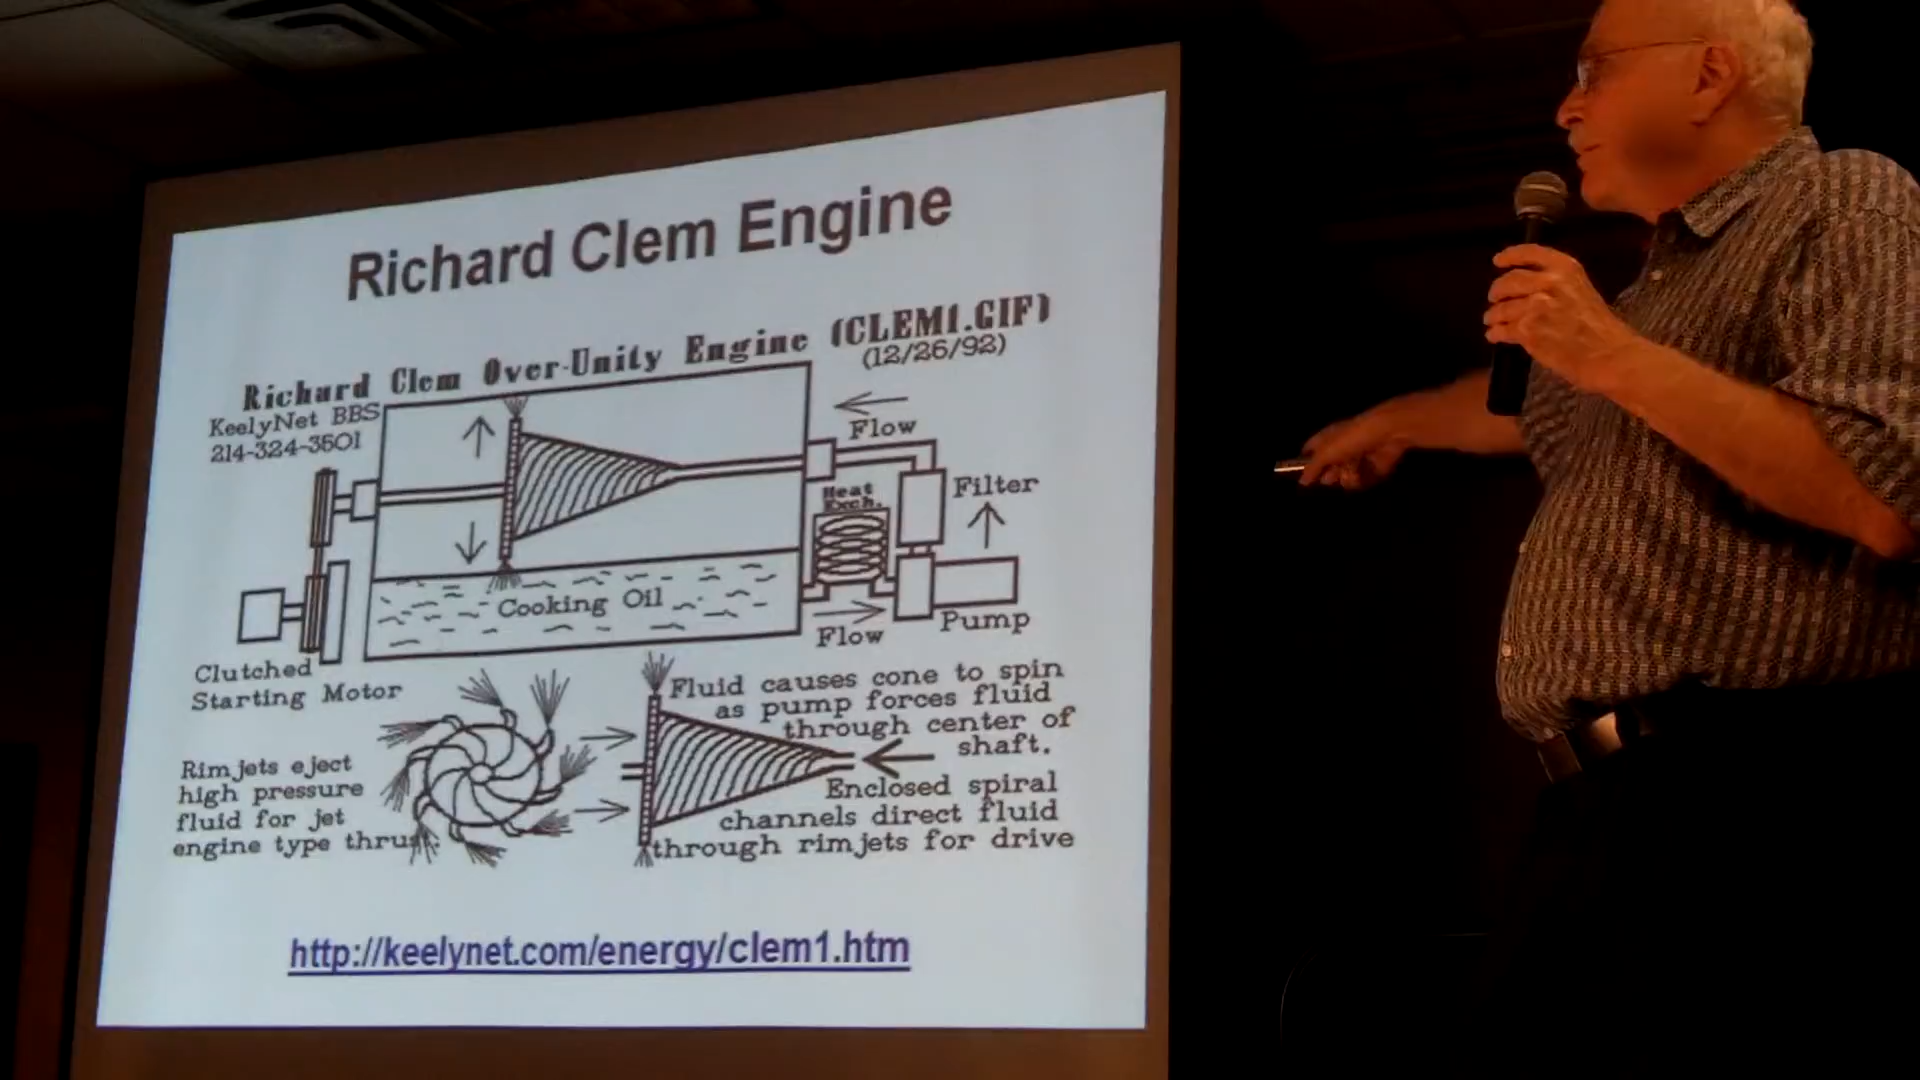 Richard Clem Engine
Richard Clem Over-Unity Engine (CLEM1.GIF)
(12/26/92)
KeelyNet BBS
214-324-3501
Flow
Heat
Exch.
Filter
Cooking Oil
Flow
Pump
Clutched
Starting Motor
Fluid causes cone to spin
as pump forces fluid
through center of
shaft.
Rimjets eject
high pressure
fluid for jet
engine type thrust.
Enclosed spiral
channels direct fluid
through rimjets for drive
http://keelynet.com/energy/clem1.htm